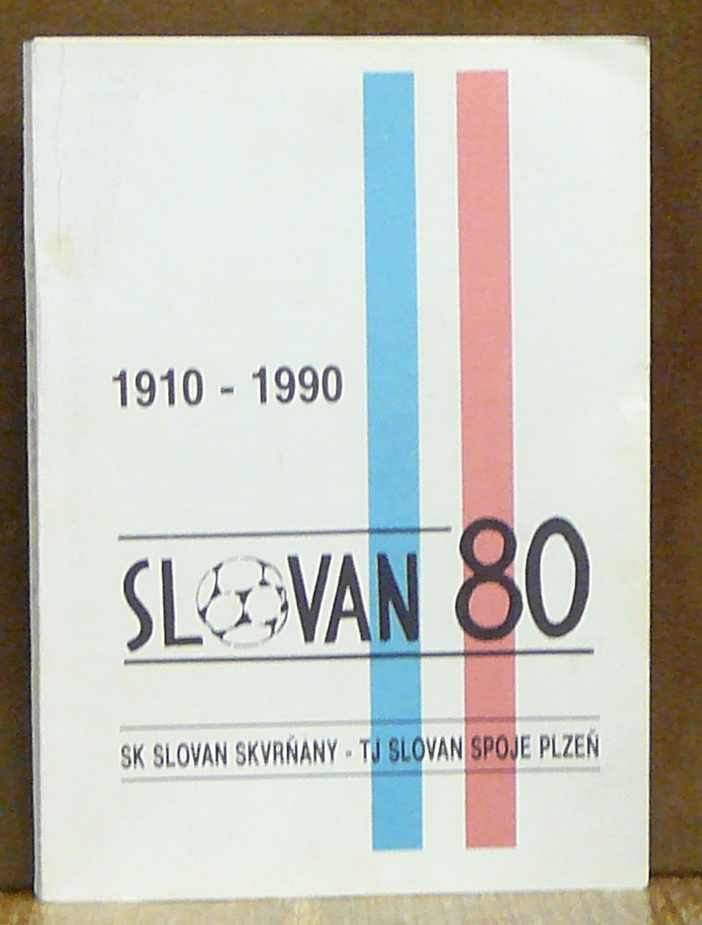 1910 - 1990
SLOVAN 80
SK SLOVAN SKVRŇANY - TJ SLOVAN SPOJE PLZEŇ